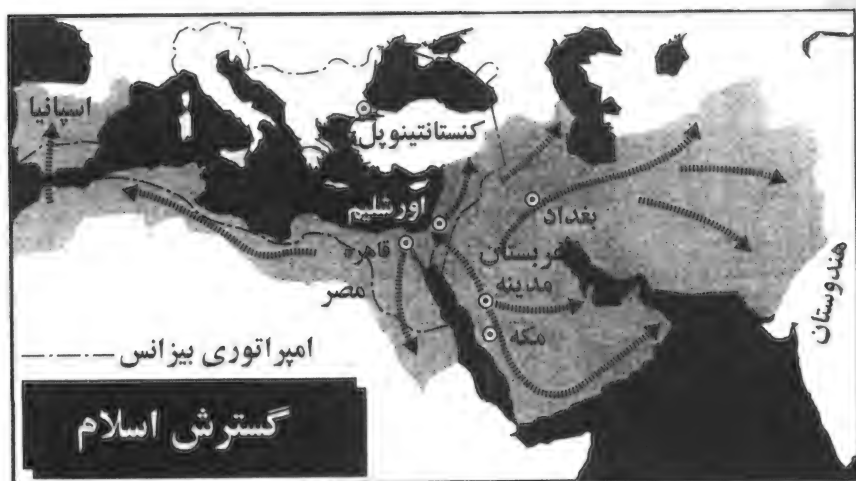 اسپانیا
کنستانتینوپل
اورشلیم
بغداد
قاهره
عربستان
مدینه
مصر
مکه
هندوستان
امپراتوری بیزانس
گسترش اسلام